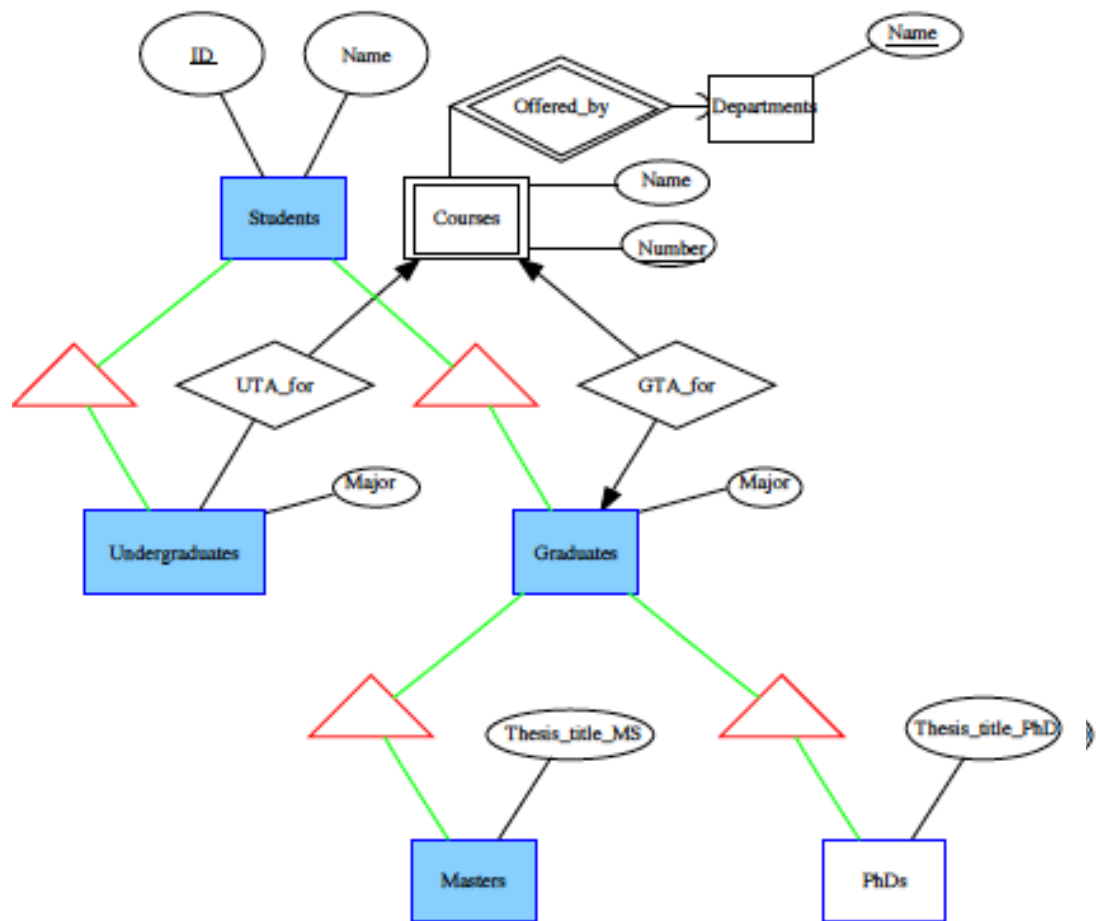 Name
ID
Name
Offered_by
Departments
Name
Students
Courses
Number
UTA_for
GTA_for
Major
Major
Undergraduates
Graduates
Thesis_title_MS
Thesis_title_PhD
Masters
PhDs